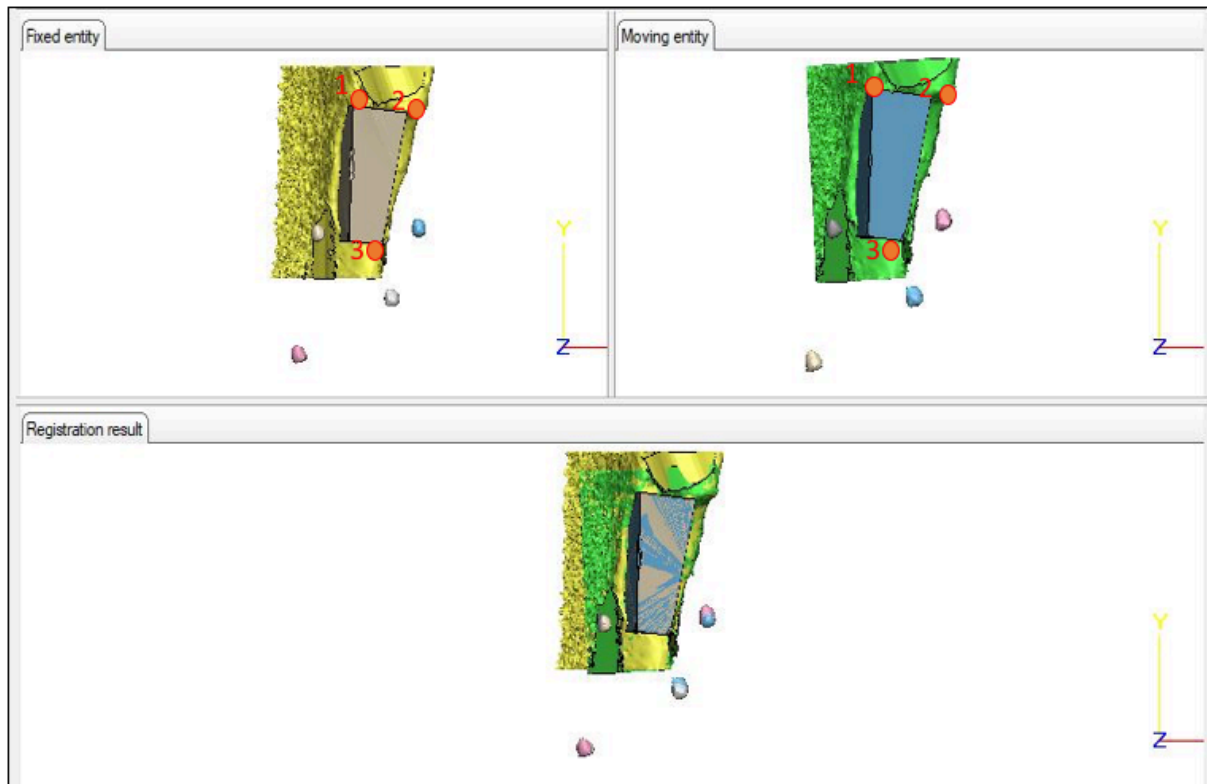 Fixed entity
Moving entity
1
2
3
Y
Z
1
2
3
Y
Z
Registration result
Y
Z